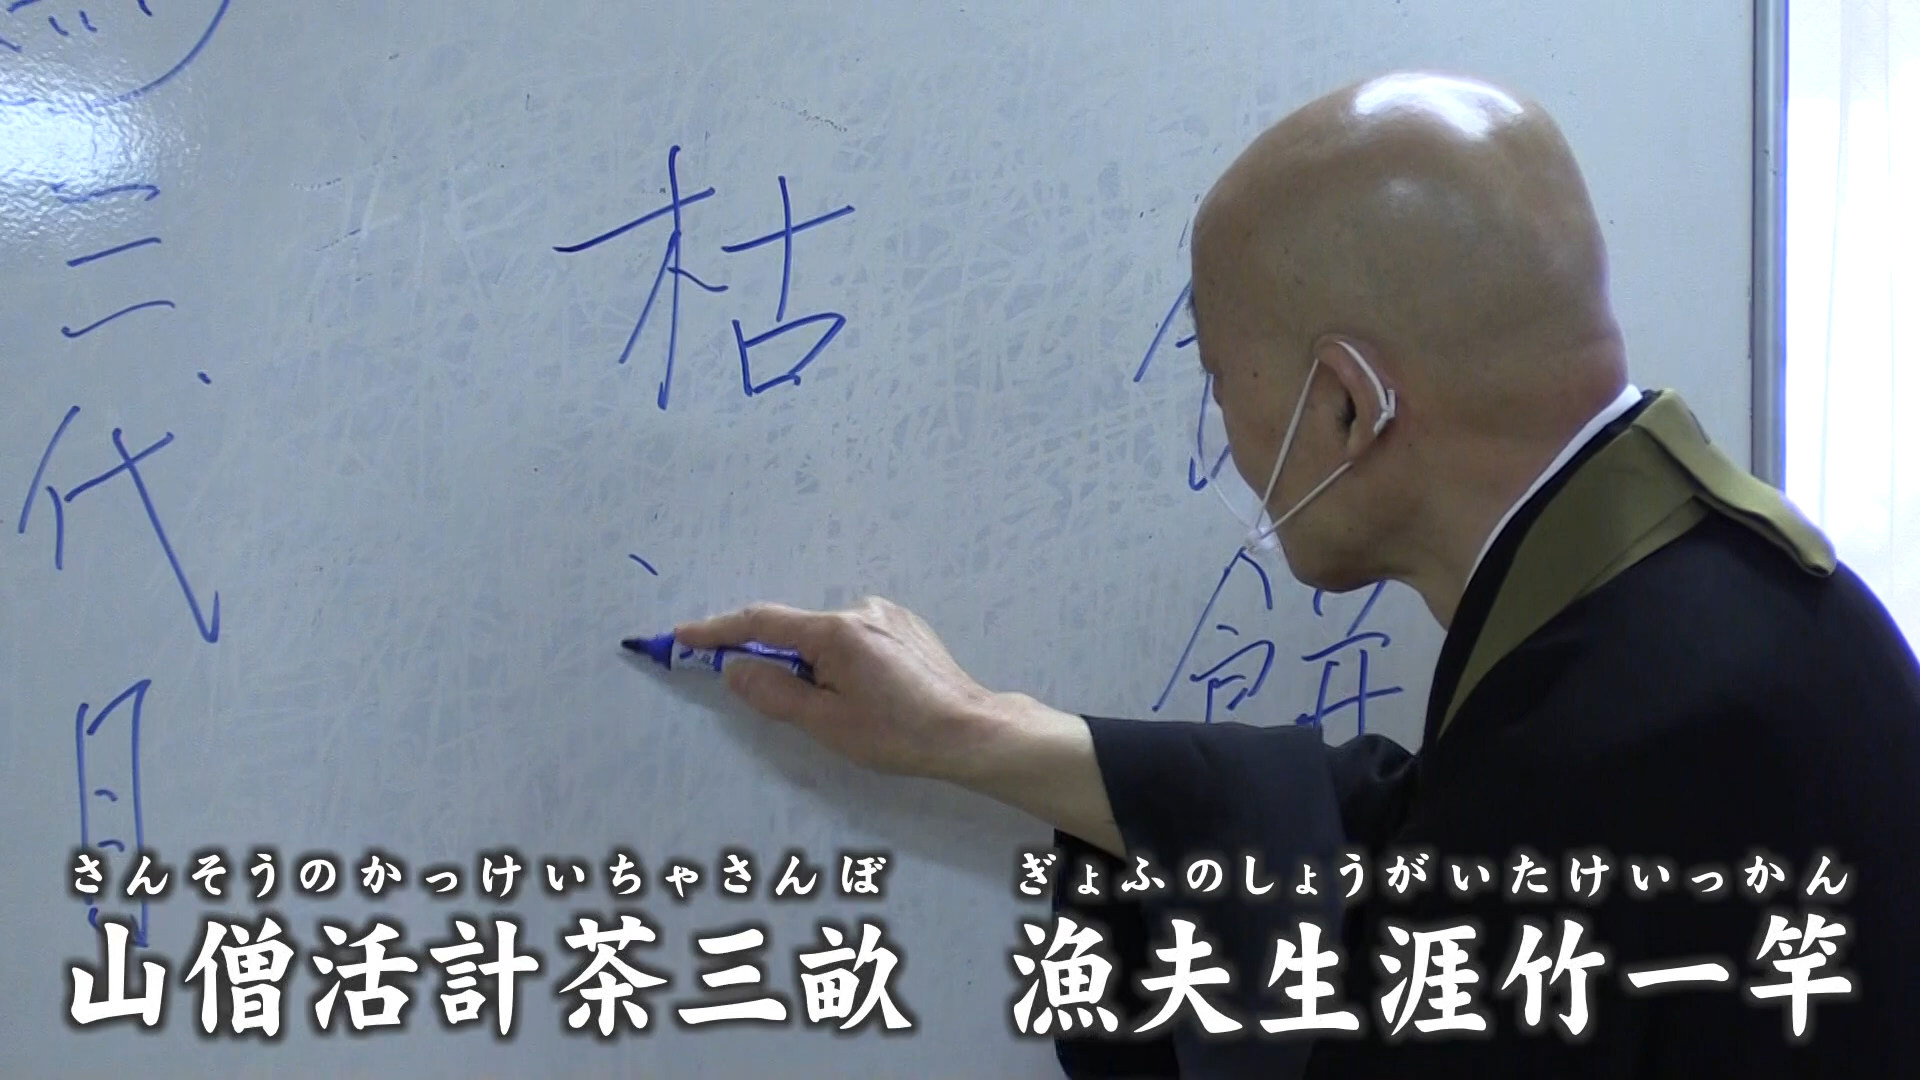 枯
三代目
餅
さんそうのかっけいちゃさんぼ ぎょふのしょうがいたけいっかん
山僧活計茶三畝 漁夫生涯竹一竿